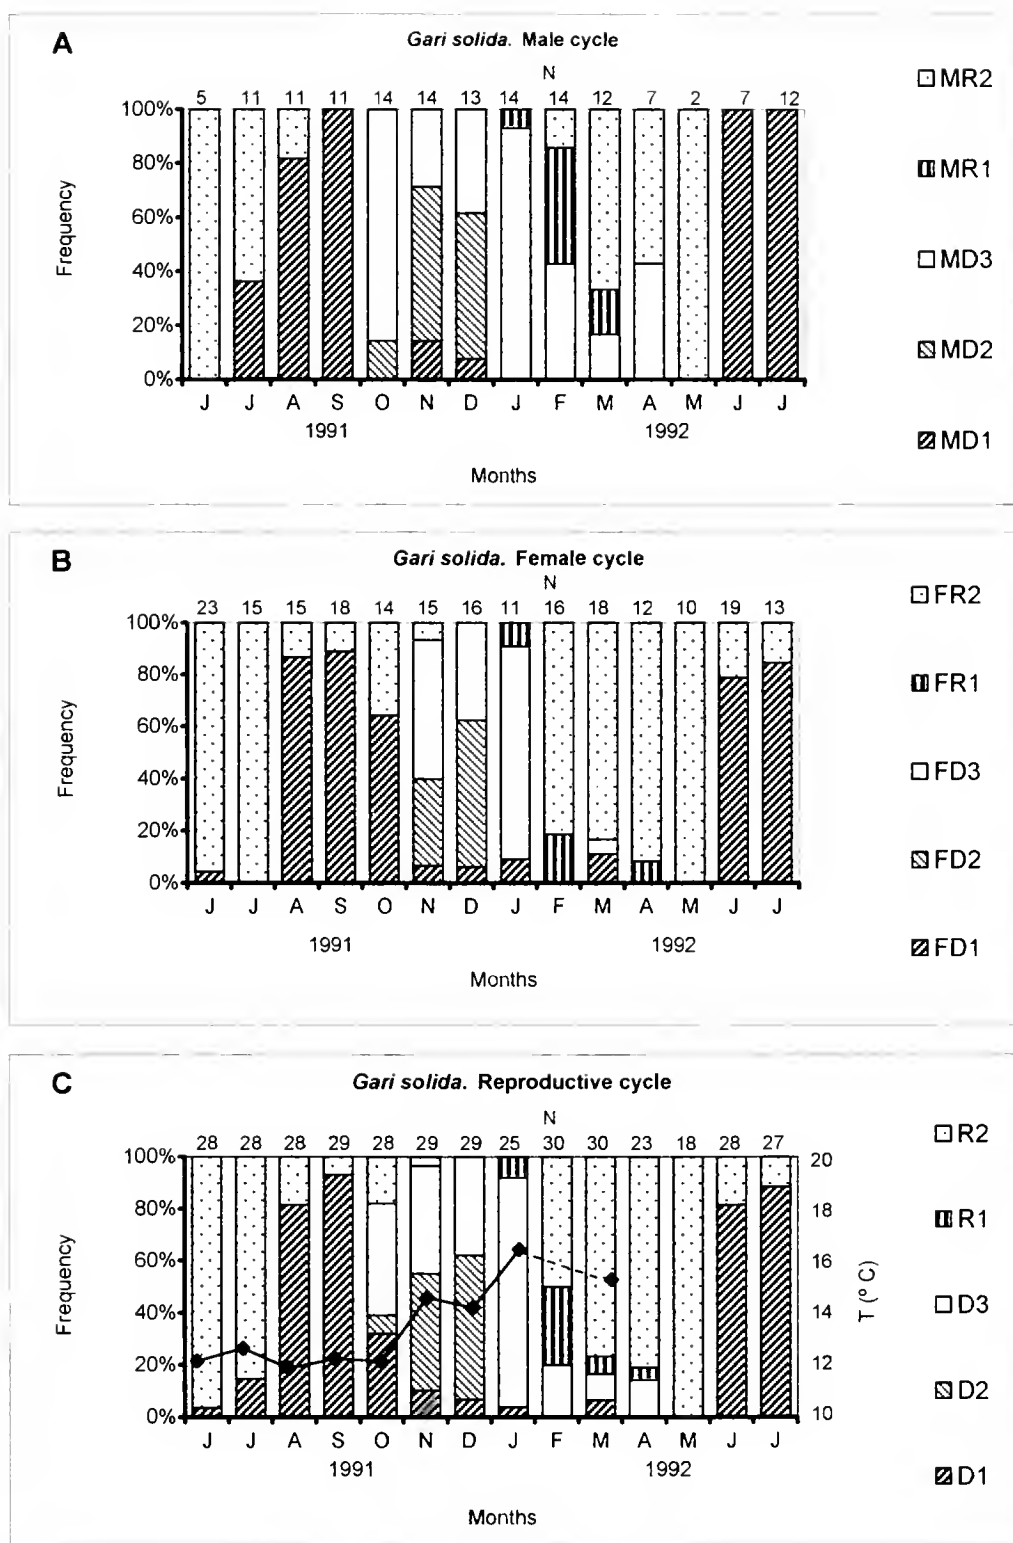 A
Gari solida. Male cycle
N
5 11 11 11 14 14 13 14 14 12 7 2 7 12
100%
80%
60%
40%
20%
0%
Frequency
J J A S O N D J F M A M J J
1991 1992
Months
MR2
MR1
MD3
MD2
MD1
B
Gari solida. Female cycle
N
23 15 15 18 14 15 16 11 16 18 12 10 19 13
100%
80%
60%
40%
20%
0%
Frequency
J J A S O N D J F M A M J J
1991 1992
Months
FR2
FR1
FD3
FD2
FD1
C
Gari solida. Reproductive cycle
N
28 28 28 29 28 29 29 25 30 30 23 18 28 27
100%
80%
60%
40%
20%
0%
Frequency
20
18
16
14
12
10
T (º C)
J J A S O N D J F M A M J J
1991 1992
Months
R2
R1
D3
D2
D1